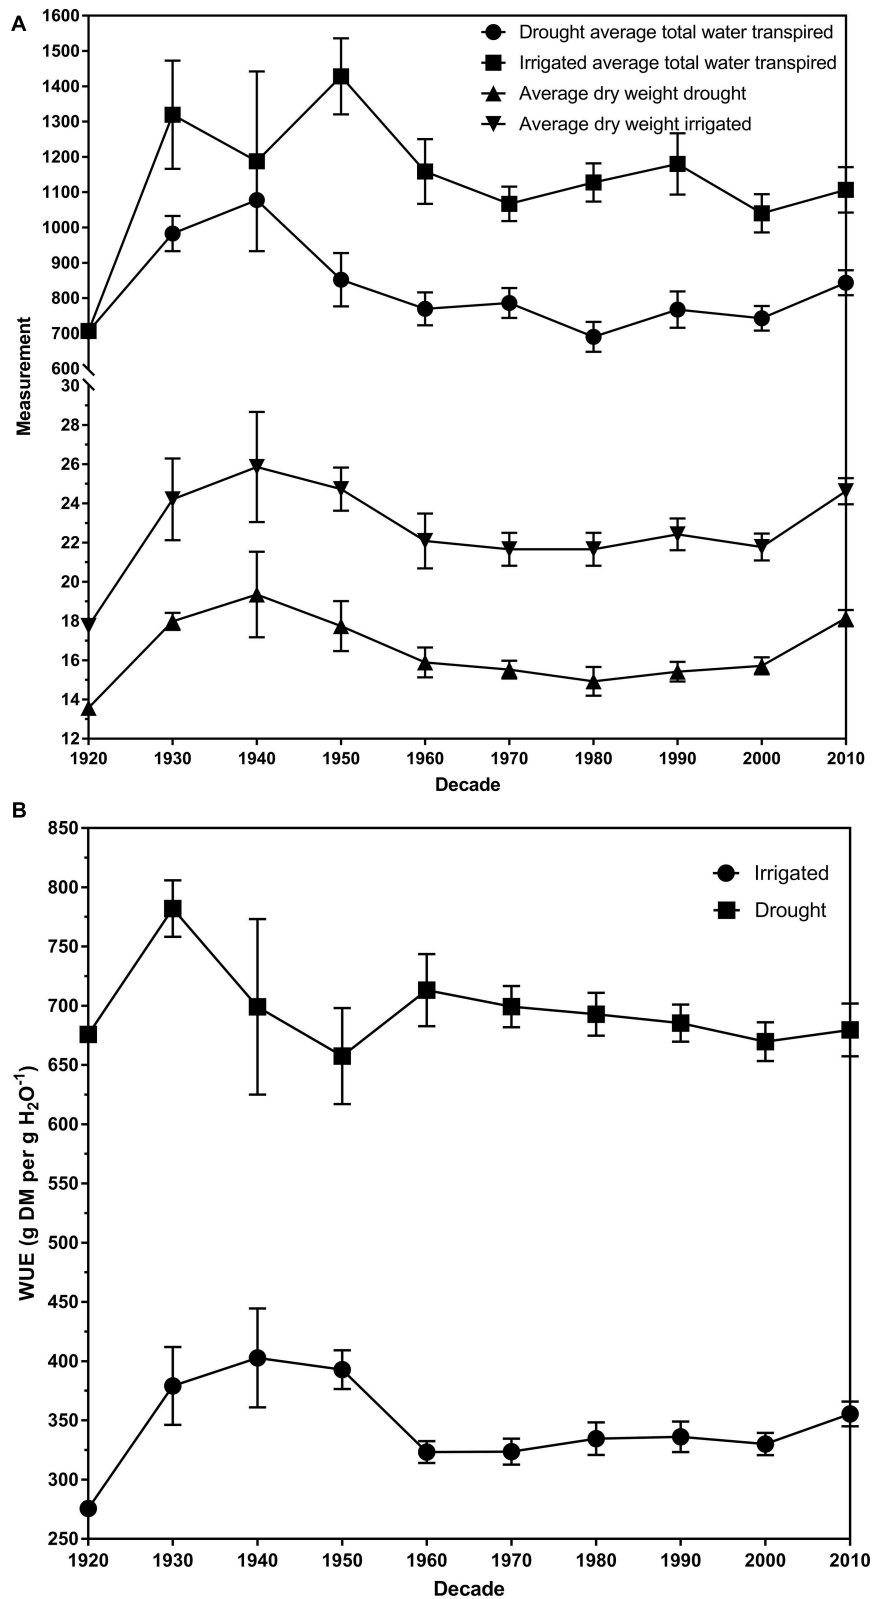 A
1600
1500
1400
1300
1200
1100
1000
900
800
700
600
30
28
26
24
22
20
18
16
14
12
Measurement
Drought average total water transpired
Irrigated average total water transpired
Average dry weight drought
Average dry weight irrigated
1920 1930 1940 1950 1960 1970 1980 1990 2000 2010
Decade
B
850
800
750
700
650
600
550
500
450
400
350
300
250
WUE (g DM per g H₂O⁻¹)
Irrigated
Drought
1920 1930 1940 1950 1960 1970 1980 1990 2000 2010
Decade